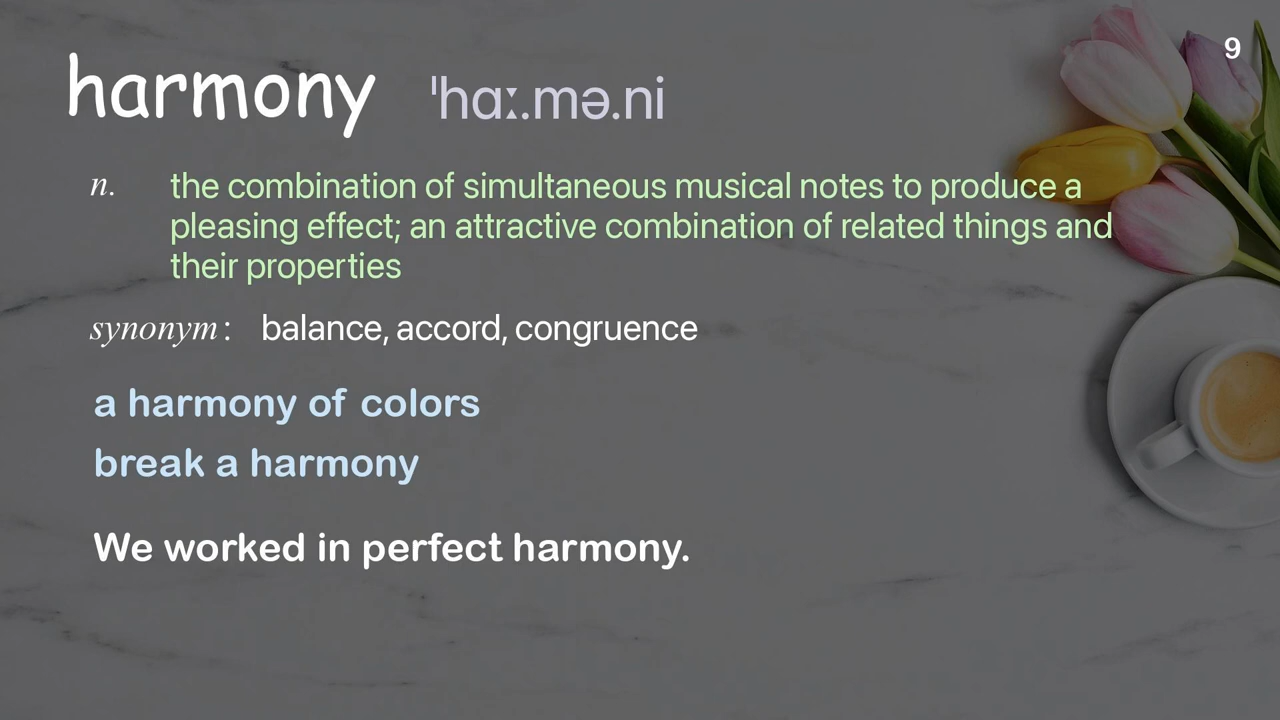 9
harmony ˈhɑː.mə.ni
n. the combination of simultaneous musical notes to produce a
pleasing effect; an attractive combination of related things and
their properties
synonym: balance, accord, congruence
a harmony of colors
break a harmony
We worked in perfect harmony.